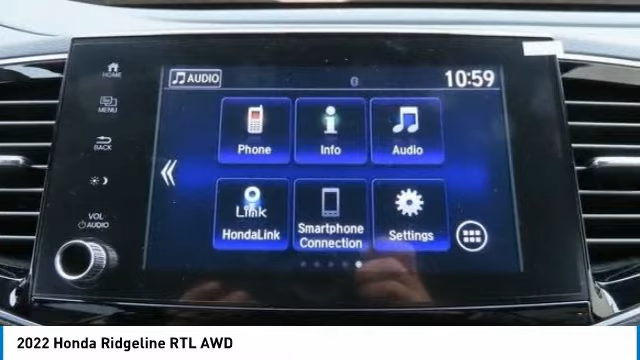 HOME
MENU
BACK
VOL
AUDIO
AUDIO
10:59
Phone
Info
Audio
Link
HondaLink
Smartphone
Connection
Settings
2022 Honda Ridgeline RTL AWD